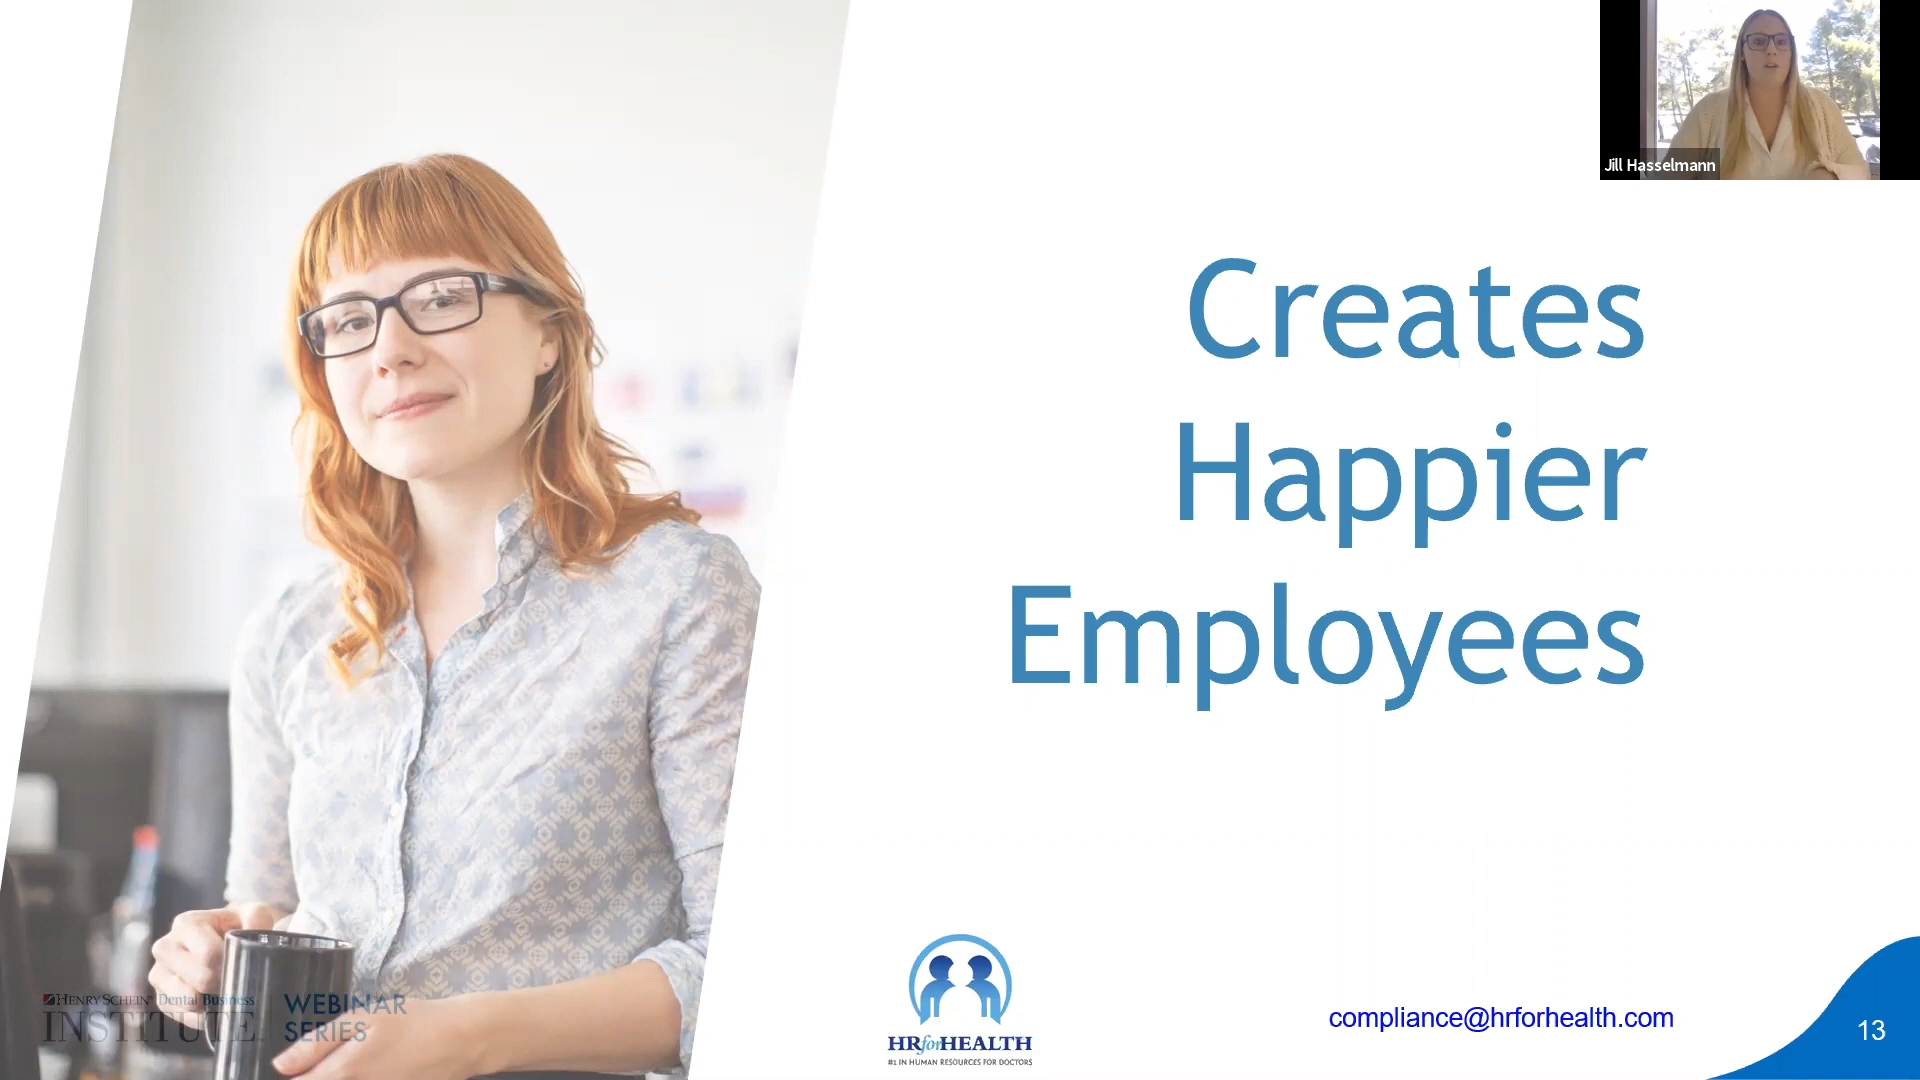 Jill Hasselmann
Creates
Happier
Employees
HENRY SCHEIN® Dental Business
INSTITUTE
WEBINAR
SERIES
HRforHEALTH
#1 IN HUMAN RESOURCES FOR DOCTORS
compliance@hrforhealth.com
13